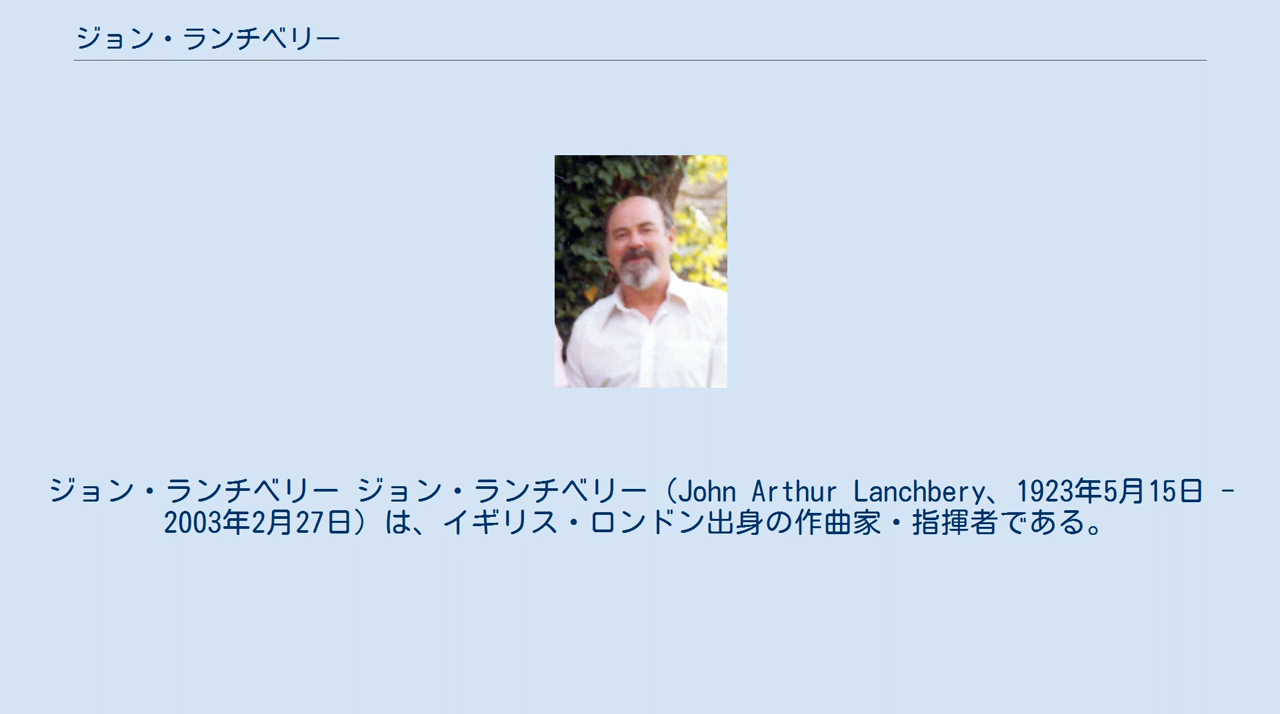 ジョン・ランチベリー
ジョン・ランチベリー ジョン・ランチベリー（John Arthur Lanchbery、1923年5月15日 -
2003年2月27日）は、イギリス・ロンドン出身の作曲家・指揮者である。